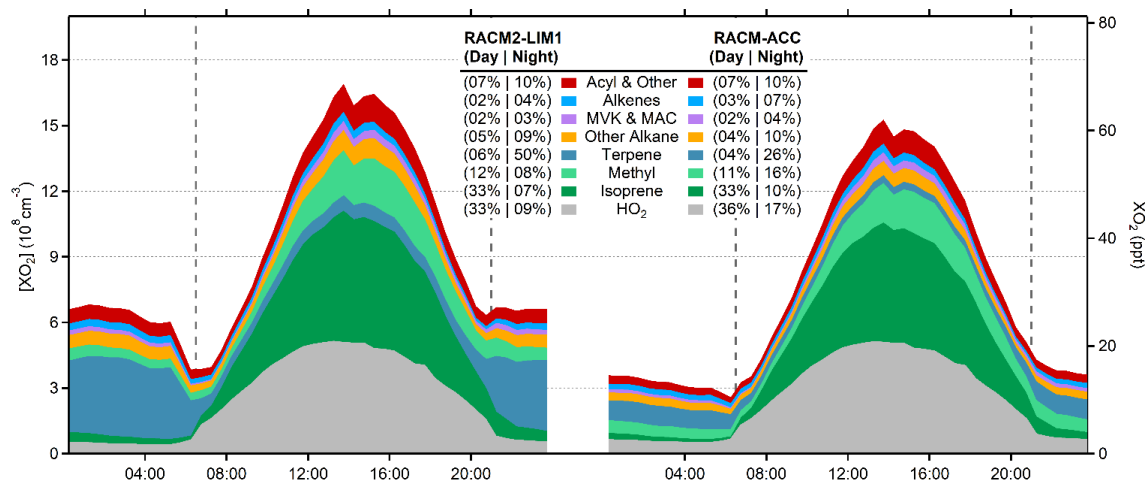 RACM2-LIM1 RACM-ACC
(Day | Night) (Day | Night)
(07% | 10%) Acyl & Other (07% | 10%)
(02% | 04%) Alkenes (03% | 07%)
(02% | 03%) MVK & MAC (02% | 04%)
(05% | 09%) Other Alkane (04% | 10%)
(06% | 50%) Terpene (04% | 26%)
(12% | 08%) Methyl (11% | 16%)
(33% | 07%) Isoprene (33% | 10%)
(33% | 09%) HO₂ (36% | 17%)
[XO₂] (10⁸ cm⁻³)
18
15
12
9
6
3
0
XO₂ (ppt)
80
60
40
20
0
04:00 08:00 12:00 16:00 20:00 04:00 08:00 12:00 16:00 20:00